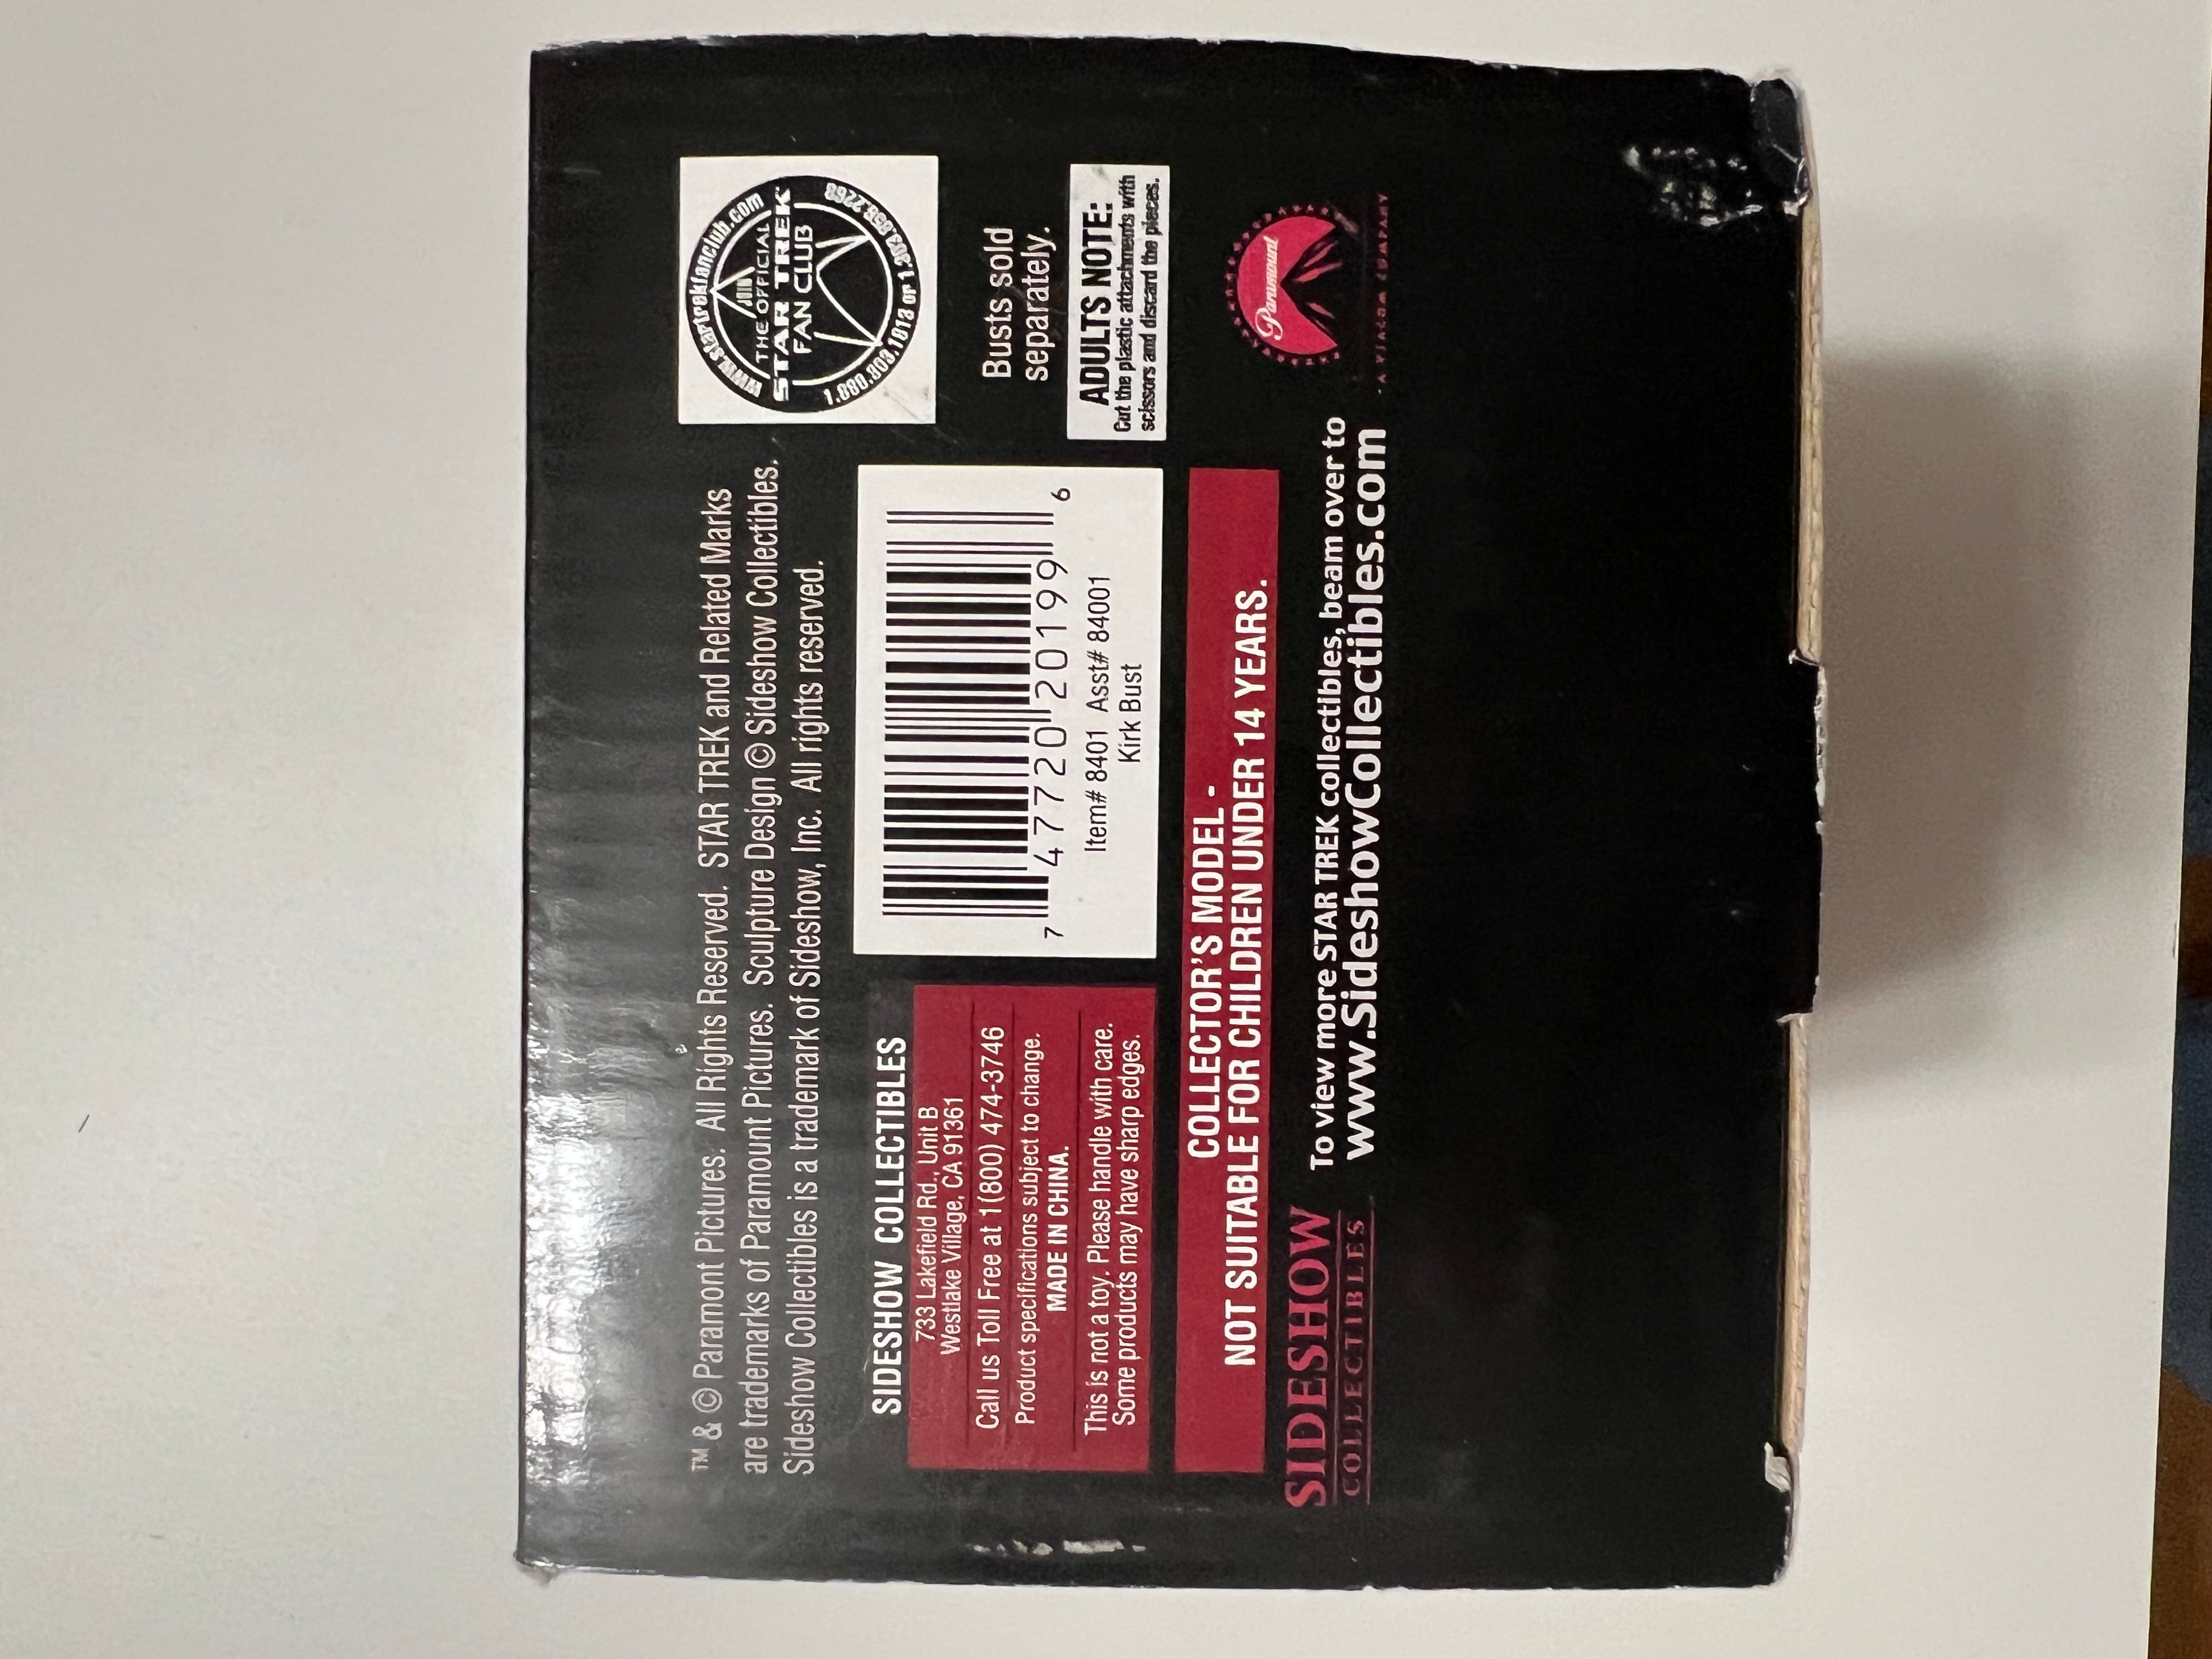 ™ & © Paramont Pictures. All Rights Reserved. STAR TREK and Related Marks
are trademarks of Paramount Pictures. Sculpture Design © Sideshow Collectibles.
Sideshow Collectibles is a trademark of Sideshow, Inc. All rights reserved.
www.startrekfanclub.com
JOIN
THE OFFICIAL
STAR TREK
FAN CLUB
SIDESHOW COLLECTIBLES
733 Lakefield Rd., Unit B
Westlake Village, CA 91361
Call us Toll Free at 1(800) 474-3746
Product specifications subject to change.
MADE IN CHINA.
This is not a toy. Please handle with care.
Some products may have sharp edges.
7 47720 20199 6
Item# 8401 Asst# 84001
Kirk Bust
Busts sold
separately.
ADULTS NOTE:
Cut the plastic attachments with
scissors and discard the pieces.
COLLECTOR'S MODEL -
NOT SUITABLE FOR CHILDREN UNDER 14 YEARS.
SIDESHOW
COLLECTIBLES
To view more STAR TREK collectibles, beam over to
www.SideshowCollectibles.com
Paramount
A VIACOM COMPANY